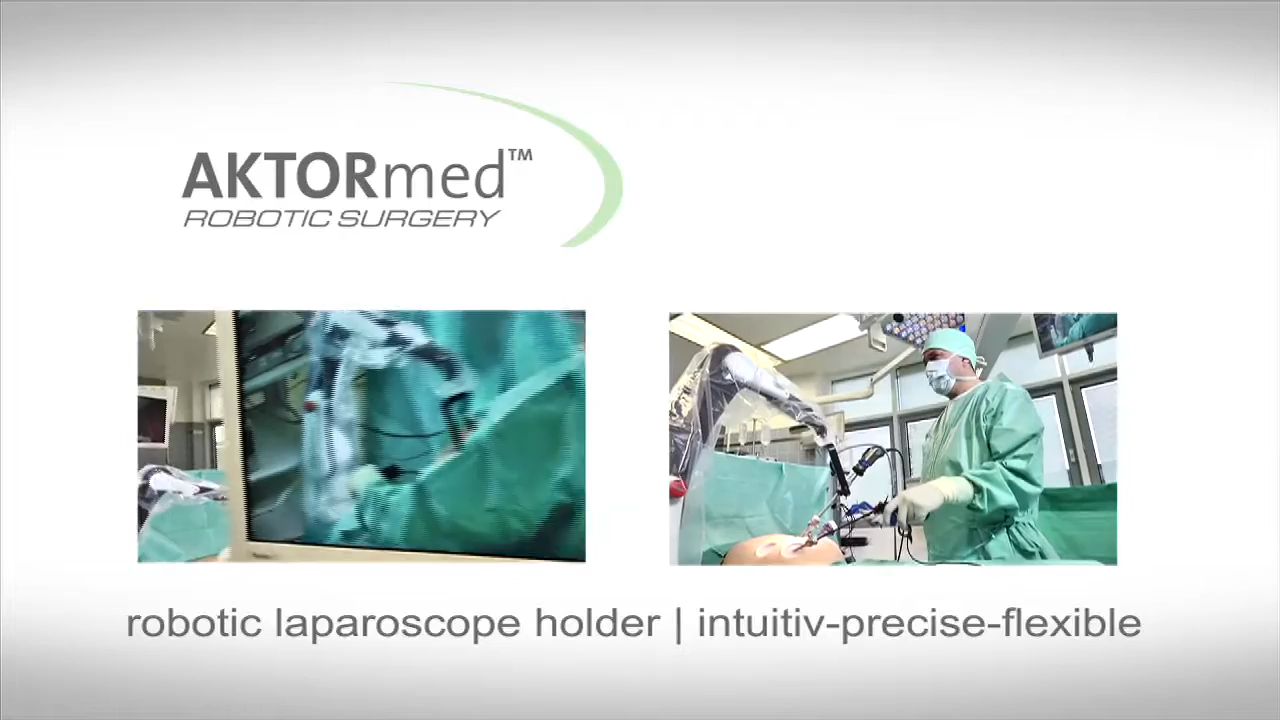 AKTORmed™
ROBOTIC SURGERY
robotic laparoscope holder | intuitiv-precise-flexible